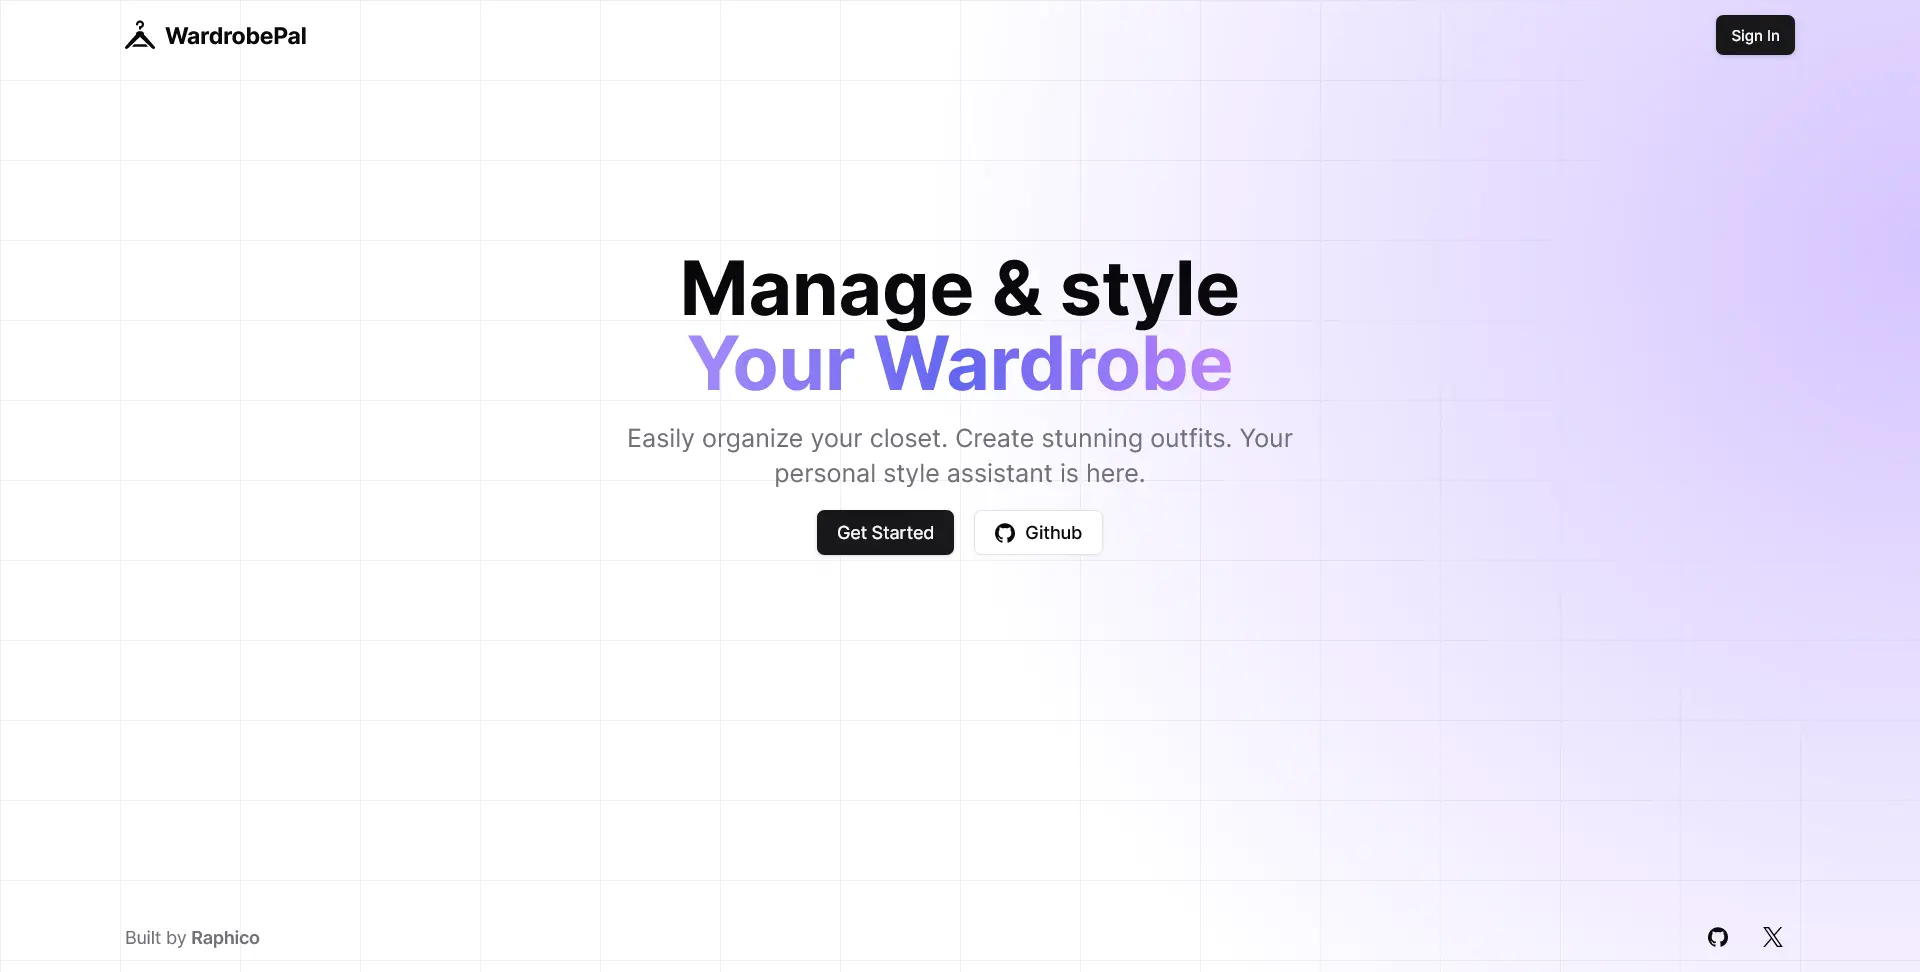 WardrobePal
Sign In
Manage & style
Your Wardrobe
Easily organize your closet. Create stunning outfits. Your
personal style assistant is here.
Get Started
Github
Built by Raphico